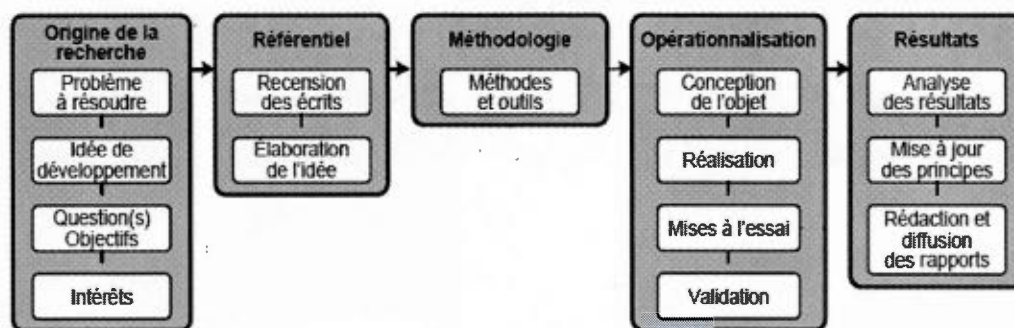 Origine de la
recherche
Problème
à résoudre
Idée de
développement
Question(s)
Objectifs
Intérêts
Référentiel
Recension
des écrits
Élaboration
de l'idée
Méthodologie
Méthodes
et outils
Opérationnalisation
Conception
de l'objet
Réalisation
Mises à l'essai
Validation
Résultats
Analyse
des résultats
Mise à jour
des principes
Rédaction et
diffusion
des rapports